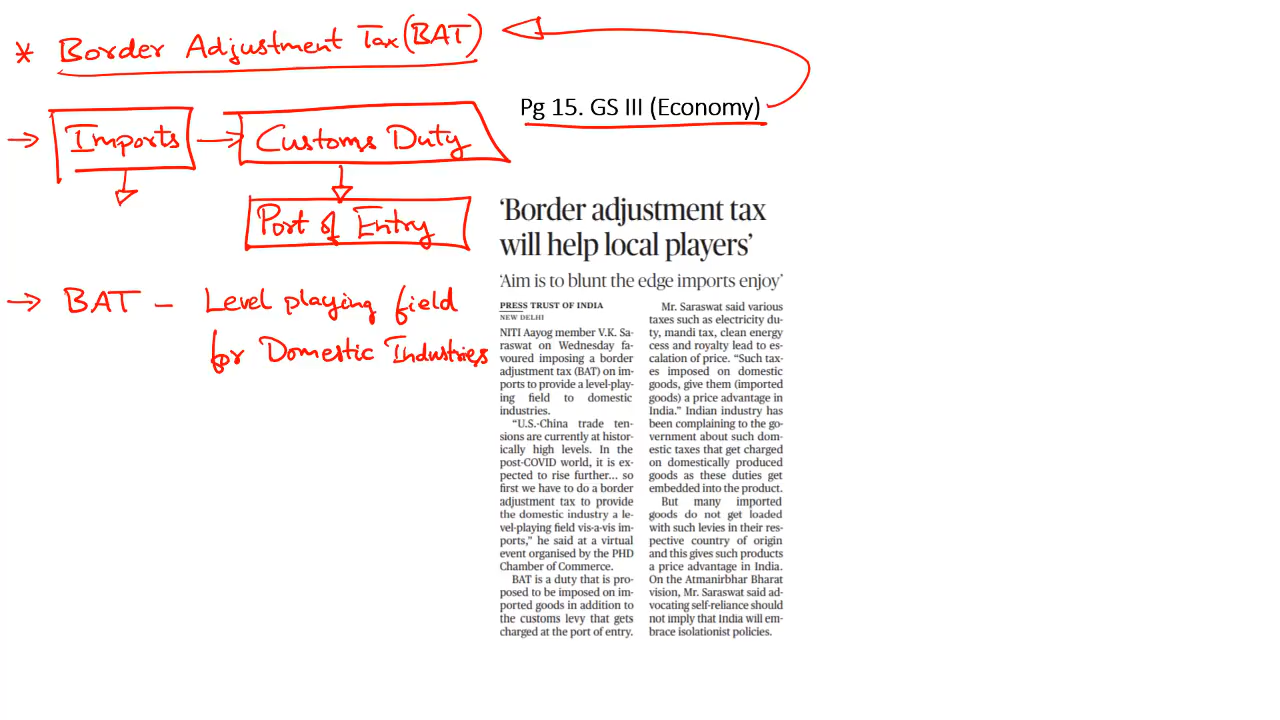 * Border Adjustment Tax (BAT)
Pg 15. GS III (Economy)
→ Imports → Customs Duty
Port of Entry
→ BAT – Level playing field
for Domestic Industries
‘Border adjustment tax
will help local players’
‘Aim is to blunt the edge imports enjoy’
PRESS TRUST OF INDIA
NEW DELHI
NITI Aayog member V.K. Sa-
raswat on Wednesday fa-
voured imposing a border
adjustment tax (BAT) on im-
ports to provide a level-play-
ing field to domestic
industries.
“U.S.-China trade ten-
sions are currently at histor-
ically high levels. In the
post-COVID world, it is ex-
pected to rise further... so
first we have to do a border
adjustment tax to provide
the domestic industry a le-
vel-playing field vis-a-vis im-
ports,” he said at a virtual
event organised by the PHD
Chamber of Commerce.
BAT is a duty that is pro-
posed to be imposed on im-
ported goods in addition to
the customs levy that gets
charged at the port of entry.
Mr. Saraswat said various
taxes such as electricity du-
ty, mandi tax, clean energy
cess and royalty lead to es-
calation of price. “Such tax-
es imposed on domestic
goods, give them (imported
goods) a price advantage in
India.” Indian industry has
been complaining to the go-
vernment about such dom-
estic taxes that get charged
on domestically produced
goods as these duties get
embedded into the product.
But many imported
goods do not get loaded
with such levies in their res-
pective country of origin
and this gives such products
a price advantage in India.
On the Atmanirbhar Bharat
vision, Mr. Saraswat said ad-
vocating self-reliance should
not imply that India will em-
brace isolationist policies.